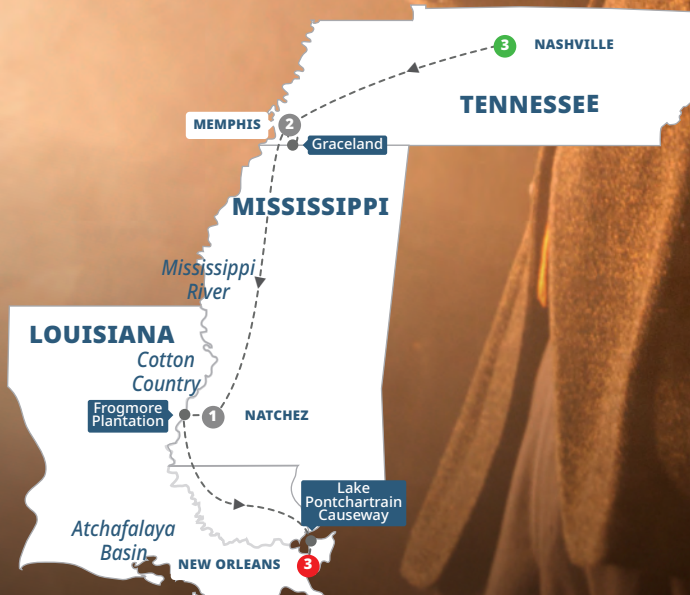 3
NASHVILLE
TENNESSEE
MEMPHIS
2
Graceland
MISSISSIPPI
Mississippi
River
LOUISIANA
Cotton
Country
Frogmore
Plantation
1
NATCHEZ
Lake
Pontchartrain
Causeway
Atchafalaya
Basin
NEW ORLEANS
3